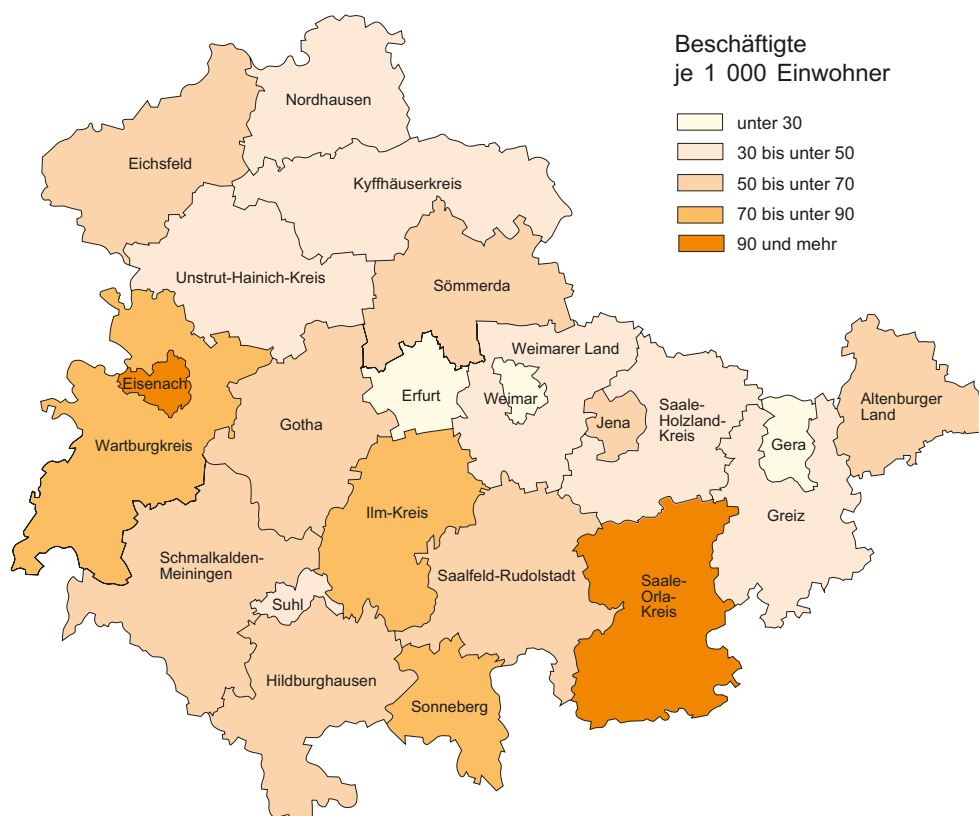 Beschäftigte
je 1 000 Einwohner
unter 30
30 bis unter 50
50 bis unter 70
70 bis unter 90
90 und mehr
Nordhausen
Eichsfeld
Kyffhäuserkreis
Unstrut-Hainich-Kreis
Sömmerda
Weimarer Land
Eisenach
Erfurt
Weimar
Altenburger
Land
Saale-
Holzland-
Kreis
Jena
Gotha
Wartburgkreis
Gera
Ilm-Kreis
Greiz
Schmalkalden-
Meiningen
Saalfeld-Rudolstadt
Saale-
Orla-
Kreis
Suhl
Hildburghausen
Sonneberg